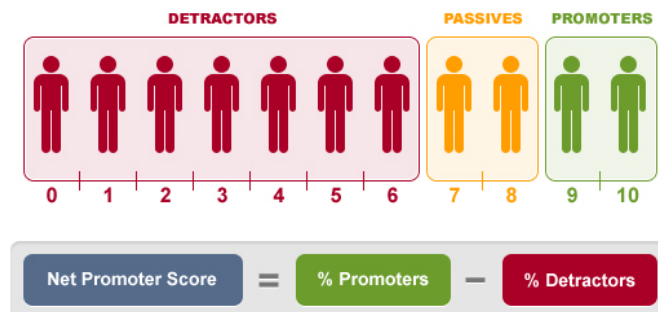 DETRACTORS PASSIVES PROMOTERS
0 1 2 3 4 5 6 7 8 9 10
Net Promoter Score = % Promoters − % Detractors